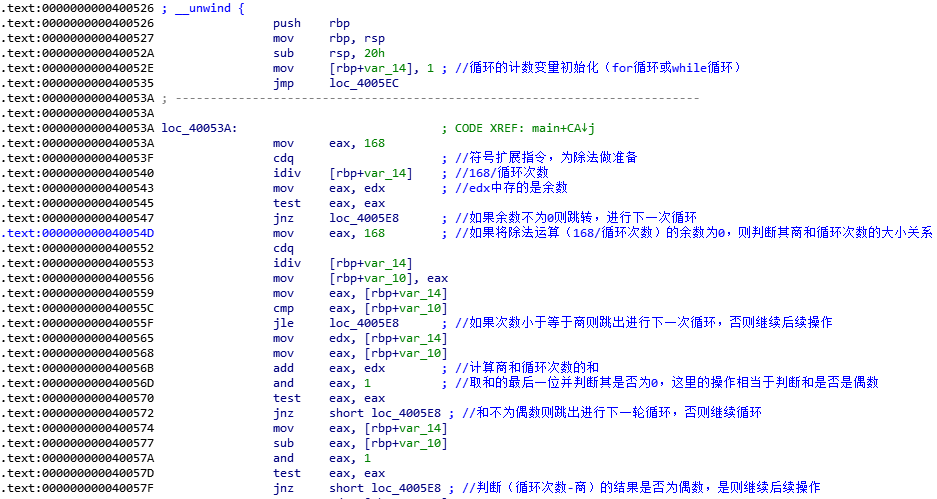 .text:0000000000400526 ; __unwind {
.text:0000000000400526 push rbp
.text:0000000000400527 mov rbp, rsp
.text:000000000040052A sub rsp, 20h
.text:000000000040052E mov [rbp+var_14], 1 ; //循环的计数变量初始化（for循环或while循环）
.text:0000000000400535 jmp loc_4005EC
.text:000000000040053A ; ---------------------------------------------------------------------------
.text:000000000040053A
.text:000000000040053A loc_40053A: ; CODE XREF: main+CA↓j
.text:000000000040053A mov eax, 168
.text:000000000040053F cdq ; //符号扩展指令，为除法做准备
.text:0000000000400540 idiv [rbp+var_14] ; //168/循环次数
.text:0000000000400543 mov eax, edx ; //edx中存的是余数
.text:0000000000400545 test eax, eax
.text:0000000000400547 jnz loc_4005E8 ; //如果余数不为0则跳转，进行下一次循环
.text:000000000040054D mov eax, 168 ; //如果将除法运算（168/循环次数）的余数为0，则判断其商和循环次数的大小关系
.text:0000000000400552 cdq
.text:0000000000400553 idiv [rbp+var_14]
.text:0000000000400556 mov [rbp+var_10], eax
.text:0000000000400559 mov eax, [rbp+var_14]
.text:000000000040055C cmp eax, [rbp+var_10]
.text:000000000040055F jle loc_4005E8 ; //如果次数小于等于商则跳出进行下一次循环，否则继续后续操作
.text:0000000000400565 mov edx, [rbp+var_14]
.text:0000000000400568 mov eax, [rbp+var_10]
.text:000000000040056B add eax, edx ; //计算商和循环次数的和
.text:000000000040056D and eax, 1 ; //取和的最后一位并判断其是否为0，这里的操作相当于判断和是否是偶数
.text:0000000000400570 test eax, eax
.text:0000000000400572 jnz short loc_4005E8 ; //和不为偶数则跳出进行下一轮循环，否则继续循环
.text:0000000000400574 mov eax, [rbp+var_14]
.text:0000000000400577 sub eax, [rbp+var_10]
.text:000000000040057A and eax, 1
.text:000000000040057D test eax, eax
.text:000000000040057F jnz short loc_4005E8 ; //判断（循环次数-商）的结果是否为偶数，是则继续后续操作